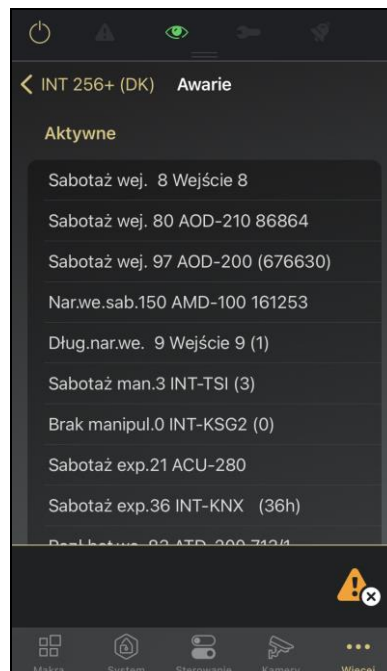 INT 256+ (DK) Awarie
Aktywne
Sabotaż wej. 8 Wejście 8
Sabotaż wej. 80 AOD-210 86864
Sabotaż wej. 97 AOD-200 (676630)
Nar.we.sab.150 AMD-100 161253
Dług.nar.we. 9 Wejście 9 (1)
Sabotaż man.3 INT-TSI (3)
Brak manipul.0 INT-KSG2 (0)
Sabotaż exp.21 ACU-280
Sabotaż exp.36 INT-KNX (36h)
Makra System Sterowanie Kamery Więcej